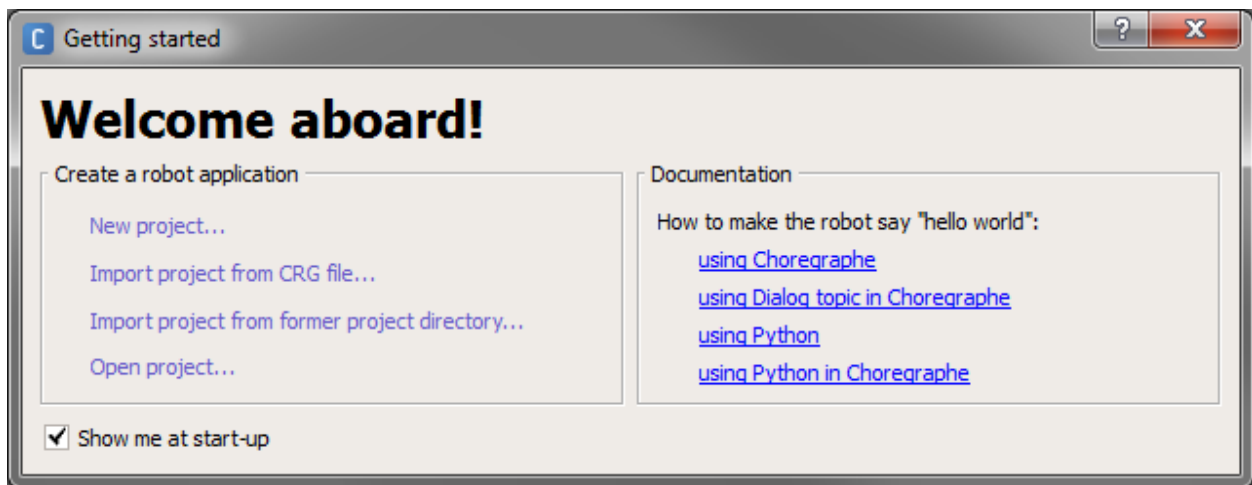 C Getting started
? X
Welcome aboard!
Create a robot application
New project...
Import project from CRG file...
Import project from former project directory...
Open project...
Documentation
How to make the robot say "hello world":
using Choregraphe
using Dialog topic in Choregraphe
using Python
using Python in Choregraphe
Show me at start-up